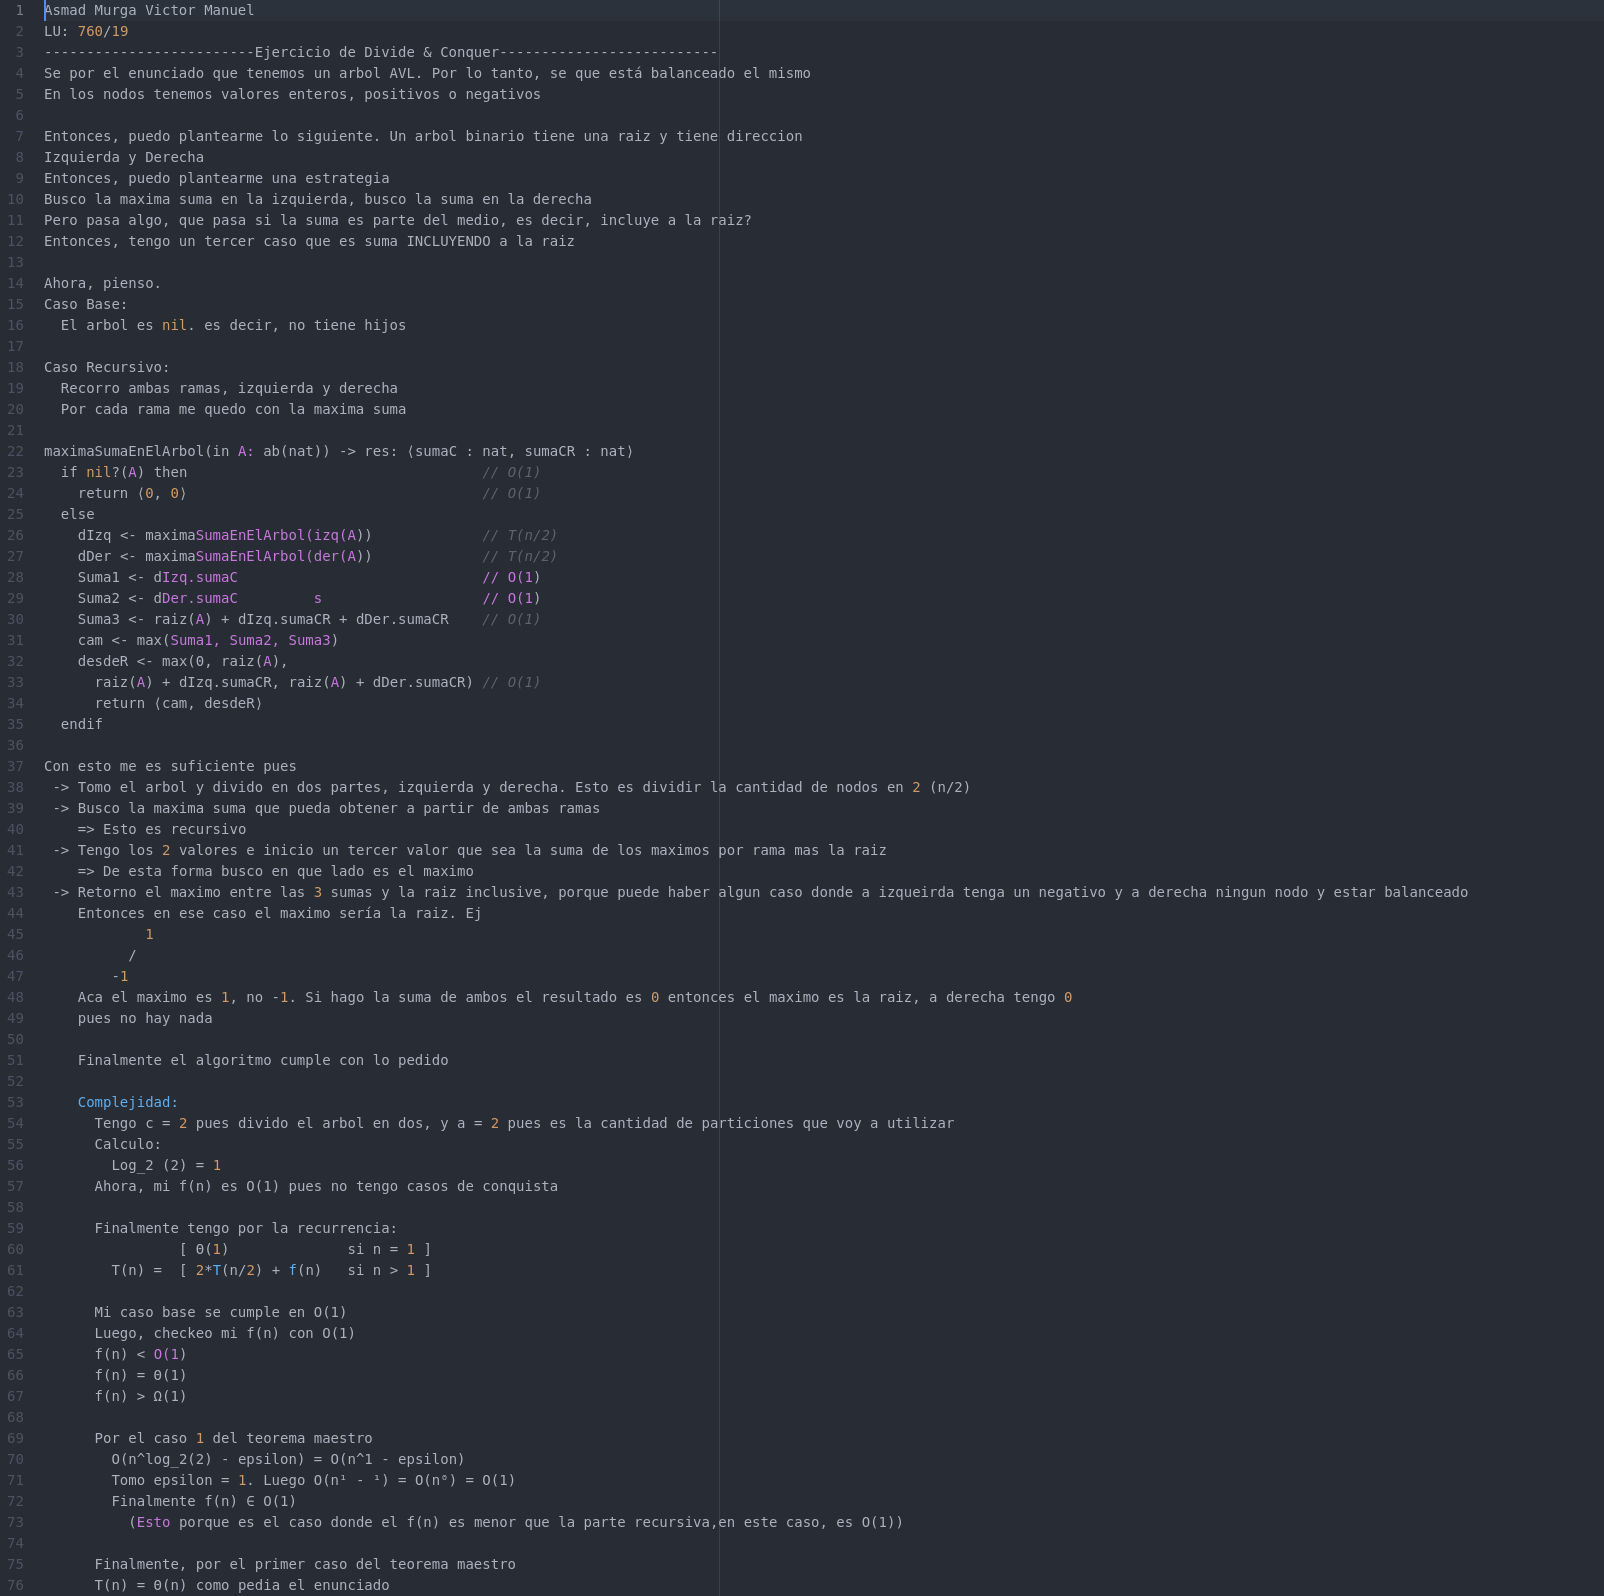 1 Asmad Murga Victor Manuel
2 LU: 760/19
3 -------------------------Ejercicio de Divide & Conquer--------------------------
4 Se por el enunciado que tenemos un arbol AVL. Por lo tanto, se que está balanceado el mismo
5 En los nodos tenemos valores enteros, positivos o negativos
6
7 Entonces, puedo plantearme lo siguiente. Un arbol binario tiene una raiz y tiene direccion
8 Izquierda y Derecha
9 Entonces, puedo plantearme una estrategia
10 Busco la maxima suma en la izquierda, busco la suma en la derecha
11 Pero pasa algo, que pasa si la suma es parte del medio, es decir, incluye a la raiz?
12 Entonces, tengo un tercer caso que es suma INCLUYENDO a la raiz
13
14 Ahora, pienso.
15 Caso Base:
16   El arbol es nil. es decir, no tiene hijos
17
18 Caso Recursivo:
19   Recorro ambas ramas, izquierda y derecha
20   Por cada rama me quedo con la maxima suma
21
22 maximaSumaEnElArbol(in A: ab(nat)) -> res: ⟨sumaC : nat, sumaCR : nat⟩
23   if nil?(A) then                                   // O(1)
24     return ⟨0, 0⟩                                   // O(1)
25   else
26     dIzq <- maximaSumaEnElArbol(izq(A))             // T(n/2)
27     dDer <- maximaSumaEnElArbol(der(A))             // T(n/2)
28     Suma1 <- dIzq.sumaC                             // O(1)
29     Suma2 <- dDer.sumaC         s                   // O(1)
30     Suma3 <- raiz(A) + dIzq.sumaCR + dDer.sumaCR    // O(1)
31     cam <- max(Suma1, Suma2, Suma3)
32     desdeR <- max(0, raiz(A),
33       raiz(A) + dIzq.sumaCR, raiz(A) + dDer.sumaCR) // O(1)
34       return ⟨cam, desdeR⟩
35   endif
36
37 Con esto me es suficiente pues
38  -> Tomo el arbol y divido en dos partes, izquierda y derecha. Esto es dividir la cantidad de nodos en 2 (n/2)
39  -> Busco la maxima suma que pueda obtener a partir de ambas ramas
40     => Esto es recursivo
41  -> Tengo los 2 valores e inicio un tercer valor que sea la suma de los maximos por rama mas la raiz
42     => De esta forma busco en que lado es el maximo
43  -> Retorno el maximo entre las 3 sumas y la raiz inclusive, porque puede haber algun caso donde a izqueirda tenga un negativo y a derecha ningun nodo y estar balanceado
44     Entonces en ese caso el maximo sería la raiz. Ej
45             1
46           /
47         -1
48     Aca el maximo es 1, no -1. Si hago la suma de ambos el resultado es 0 entonces el maximo es la raiz, a derecha tengo 0
49     pues no hay nada
50
51     Finalmente el algoritmo cumple con lo pedido
52
53     Complejidad:
54       Tengo c = 2 pues divido el arbol en dos, y a = 2 pues es la cantidad de particiones que voy a utilizar
55       Calculo:
56         Log_2 (2) = 1
57       Ahora, mi f(n) es O(1) pues no tengo casos de conquista
58
59       Finalmente tengo por la recurrencia:
60                 [ Θ(1)              si n = 1 ]
61         T(n) =  [ 2*T(n/2) + f(n)   si n > 1 ]
62
63       Mi caso base se cumple en O(1)
64       Luego, checkeo mi f(n) con O(1)
65       f(n) < O(1)
66       f(n) = Θ(1)
67       f(n) > Ω(1)
68
69       Por el caso 1 del teorema maestro
70         O(n^log_2(2) - epsilon) = O(n^1 - epsilon)
71         Tomo epsilon = 1. Luego O(n¹ - ¹) = O(n⁰) = O(1)
72         Finalmente f(n) ∈ O(1)
73           (Esto porque es el caso donde el f(n) es menor que la parte recursiva,en este caso, es O(1))
74
75       Finalmente, por el primer caso del teorema maestro
76       T(n) = Θ(n) como pedia el enunciado